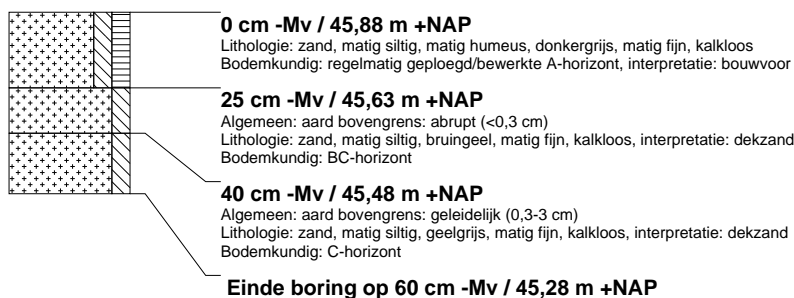 0 cm -Mv / 45,88 m +NAP
Lithologie: zand, matig siltig, matig humeus, donkergrijs, matig fijn, kalkloos
Bodemkundig: regelmatig geploegd/bewerkte A-horizont, interpretatie: bouwvoor
25 cm -Mv / 45,63 m +NAP
Algemeen: aard bovengrens: abrupt (<0,3 cm)
Lithologie: zand, matig siltig, bruingeel, matig fijn, kalkloos, interpretatie: dekzand
Bodemkundig: BC-horizont
40 cm -Mv / 45,48 m +NAP
Algemeen: aard bovengrens: geleidelijk (0,3-3 cm)
Lithologie: zand, matig siltig, geelgrijs, matig fijn, kalkloos, interpretatie: dekzand
Bodemkundig: C-horizont
Einde boring op 60 cm -Mv / 45,28 m +NAP